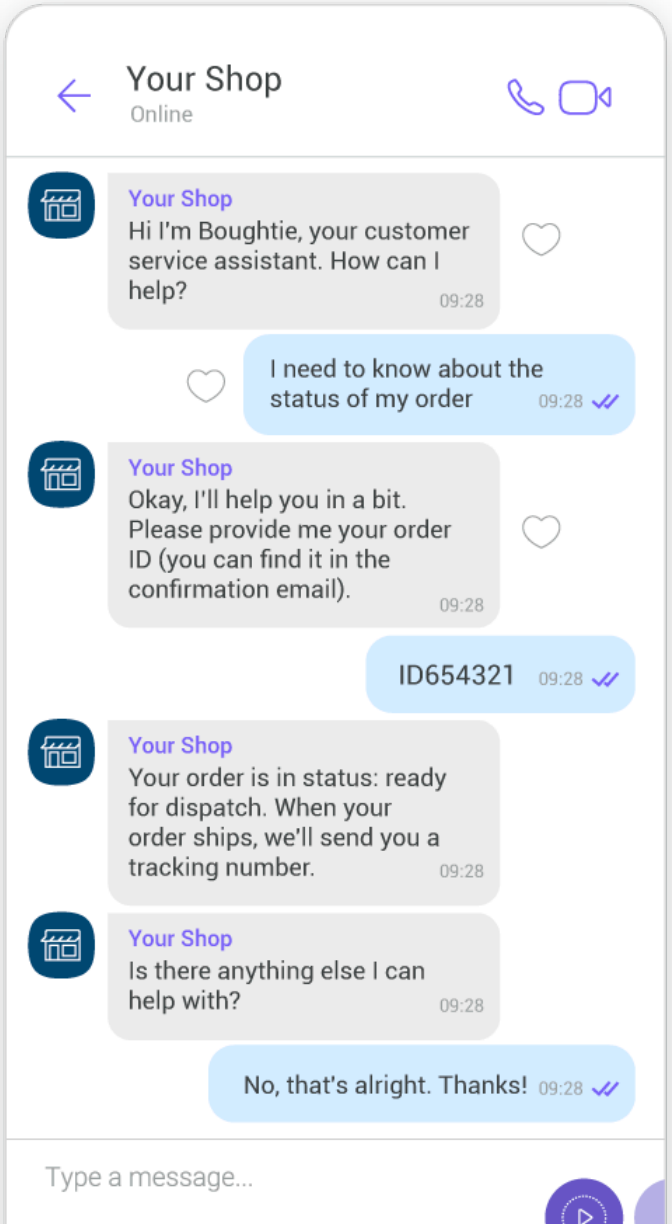 Your Shop
Online
Your Shop
Hi I'm Boughtie, your customer
service assistant. How can I
help?
09:28
I need to know about the
status of my order
09:28
Your Shop
Okay, I'll help you in a bit.
Please provide me your order
ID (you can find it in the
confirmation email).
09:28
ID654321
09:28
Your Shop
Your order is in status: ready
for dispatch. When your
order ships, we'll send you a
tracking number.
09:28
Your Shop
Is there anything else I can
help with?
09:28
No, that's alright. Thanks!
09:28
Type a message...